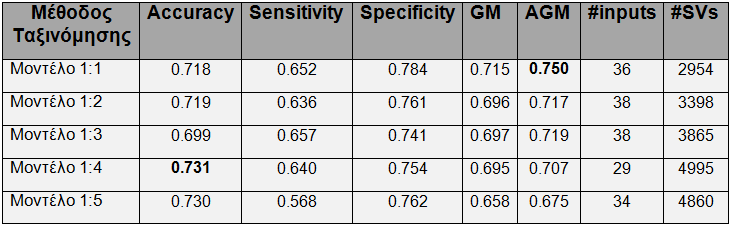 Μέθοδος Ταξινόμησης Accuracy Sensitivity Specificity GM AGM #inputs #SVs
Μοντέλο 1:1 0.718 0.652 0.784 0.715 0.750 36 2954
Μοντέλο 1:2 0.719 0.636 0.761 0.696 0.717 38 3398
Μοντέλο 1:3 0.699 0.657 0.741 0.697 0.719 38 3865
Μοντέλο 1:4 0.731 0.640 0.754 0.695 0.707 29 4995
Μοντέλο 1:5 0.730 0.568 0.762 0.658 0.675 34 4860